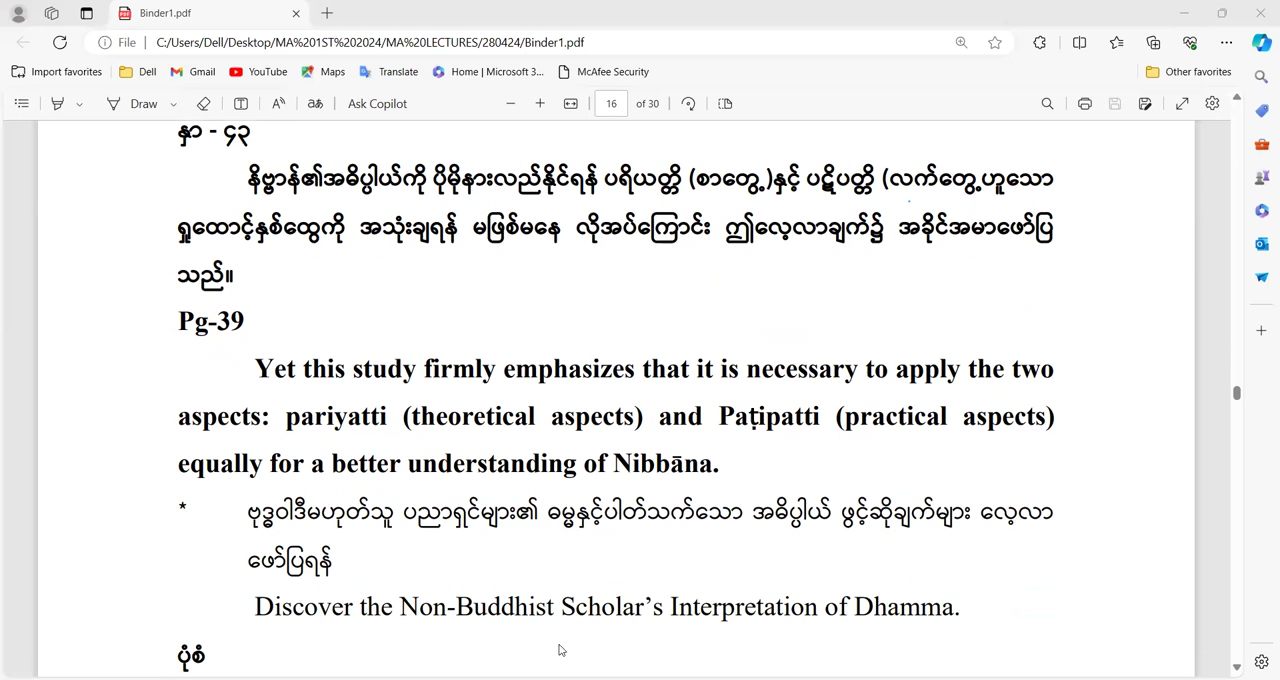 Binder1.pdf
File C:/Users/Dell/Desktop/MA%201ST%202024/MA%20LECTURES/280424/Binder1.pdf
Import favorites Dell Gmail YouTube Maps Translate Home | Microsoft 3... McAfee Security Other favorites
Draw Ask Copilot 16 of 30
နှာ - ၄၃
နိဗ္ဗာန်၏အဓိပ္ပါယ်ကို ပိုမိုနားလည်နိုင်ရန် ပရိယတ္တိ (စာတွေ့)နှင့် ပဋိပတ္တိ (လက်တွေ့ဟူသော
ရှုထောင့်နှစ်ထွေကို အသုံးချရန် မဖြစ်မနေ လိုအပ်ကြောင်း ဤလေ့လာချက်၌ အခိုင်အမာဖော်ပြ
သည်။
Pg-39
Yet this study firmly emphasizes that it is necessary to apply the two
aspects: pariyatti (theoretical aspects) and Paṭipatti (practical aspects)
equally for a better understanding of Nibbāna.
* ဗုဒ္ဓဝါဒီမဟုတ်သူ ပညာရှင်များ၏ ဓမ္မနှင့်ပါတ်သက်သော အဓိပ္ပါယ် ဖွင့်ဆိုချက်များ လေ့လာ
ဖော်ပြရန်
Discover the Non-Buddhist Scholar’s Interpretation of Dhamma.
ပုံစံ